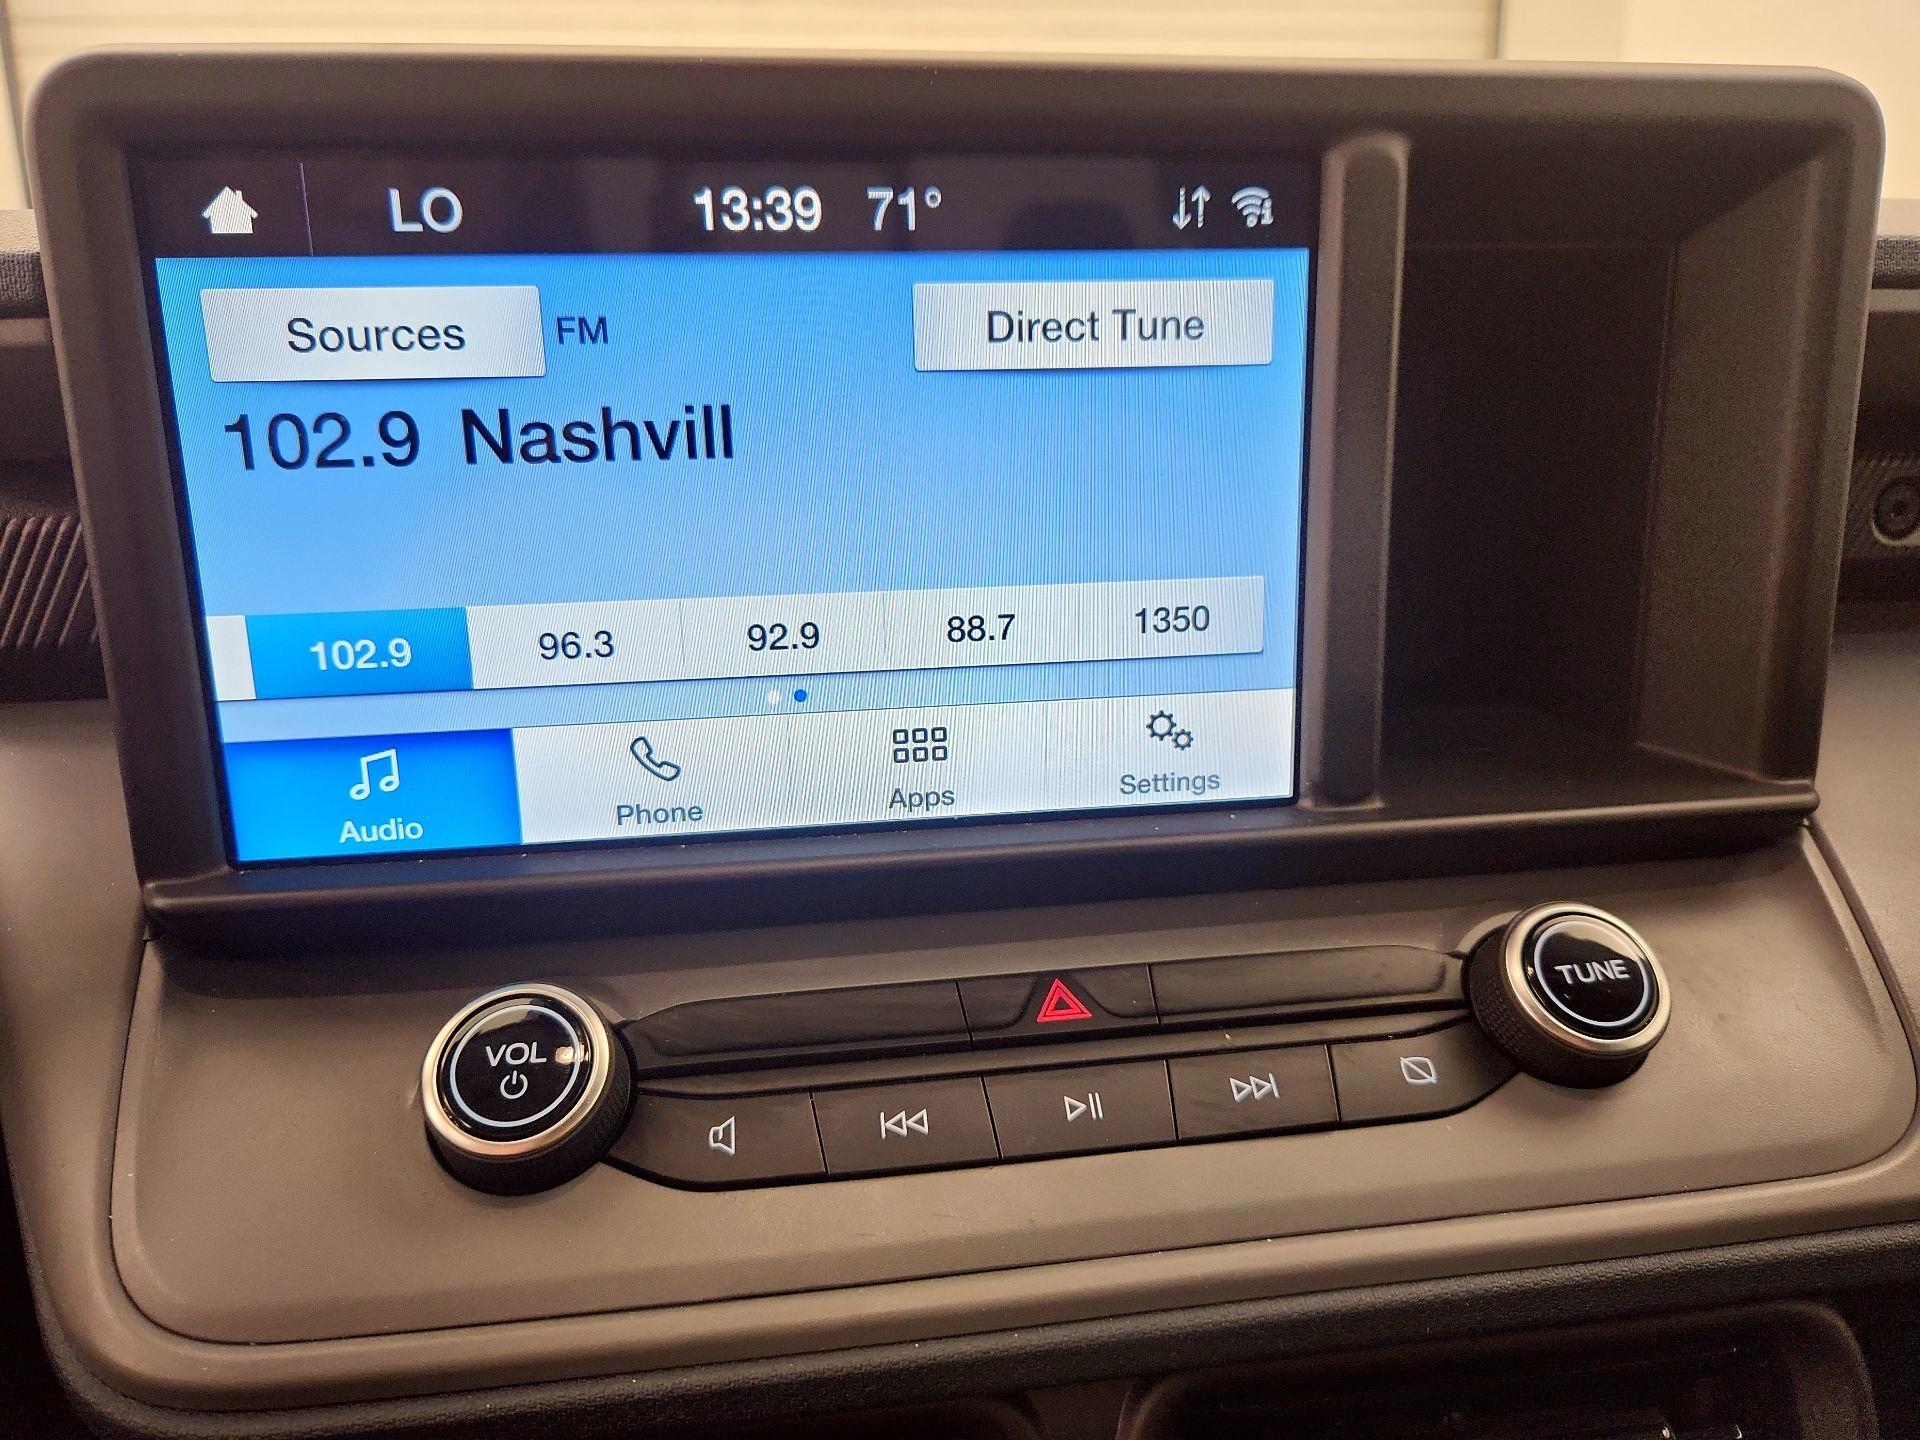 LO 13:39 71°
Sources FM Direct Tune
102.9 Nashvill
102.9 96.3 92.9 88.7 1350
Audio Phone Apps Settings
VOL
TUNE